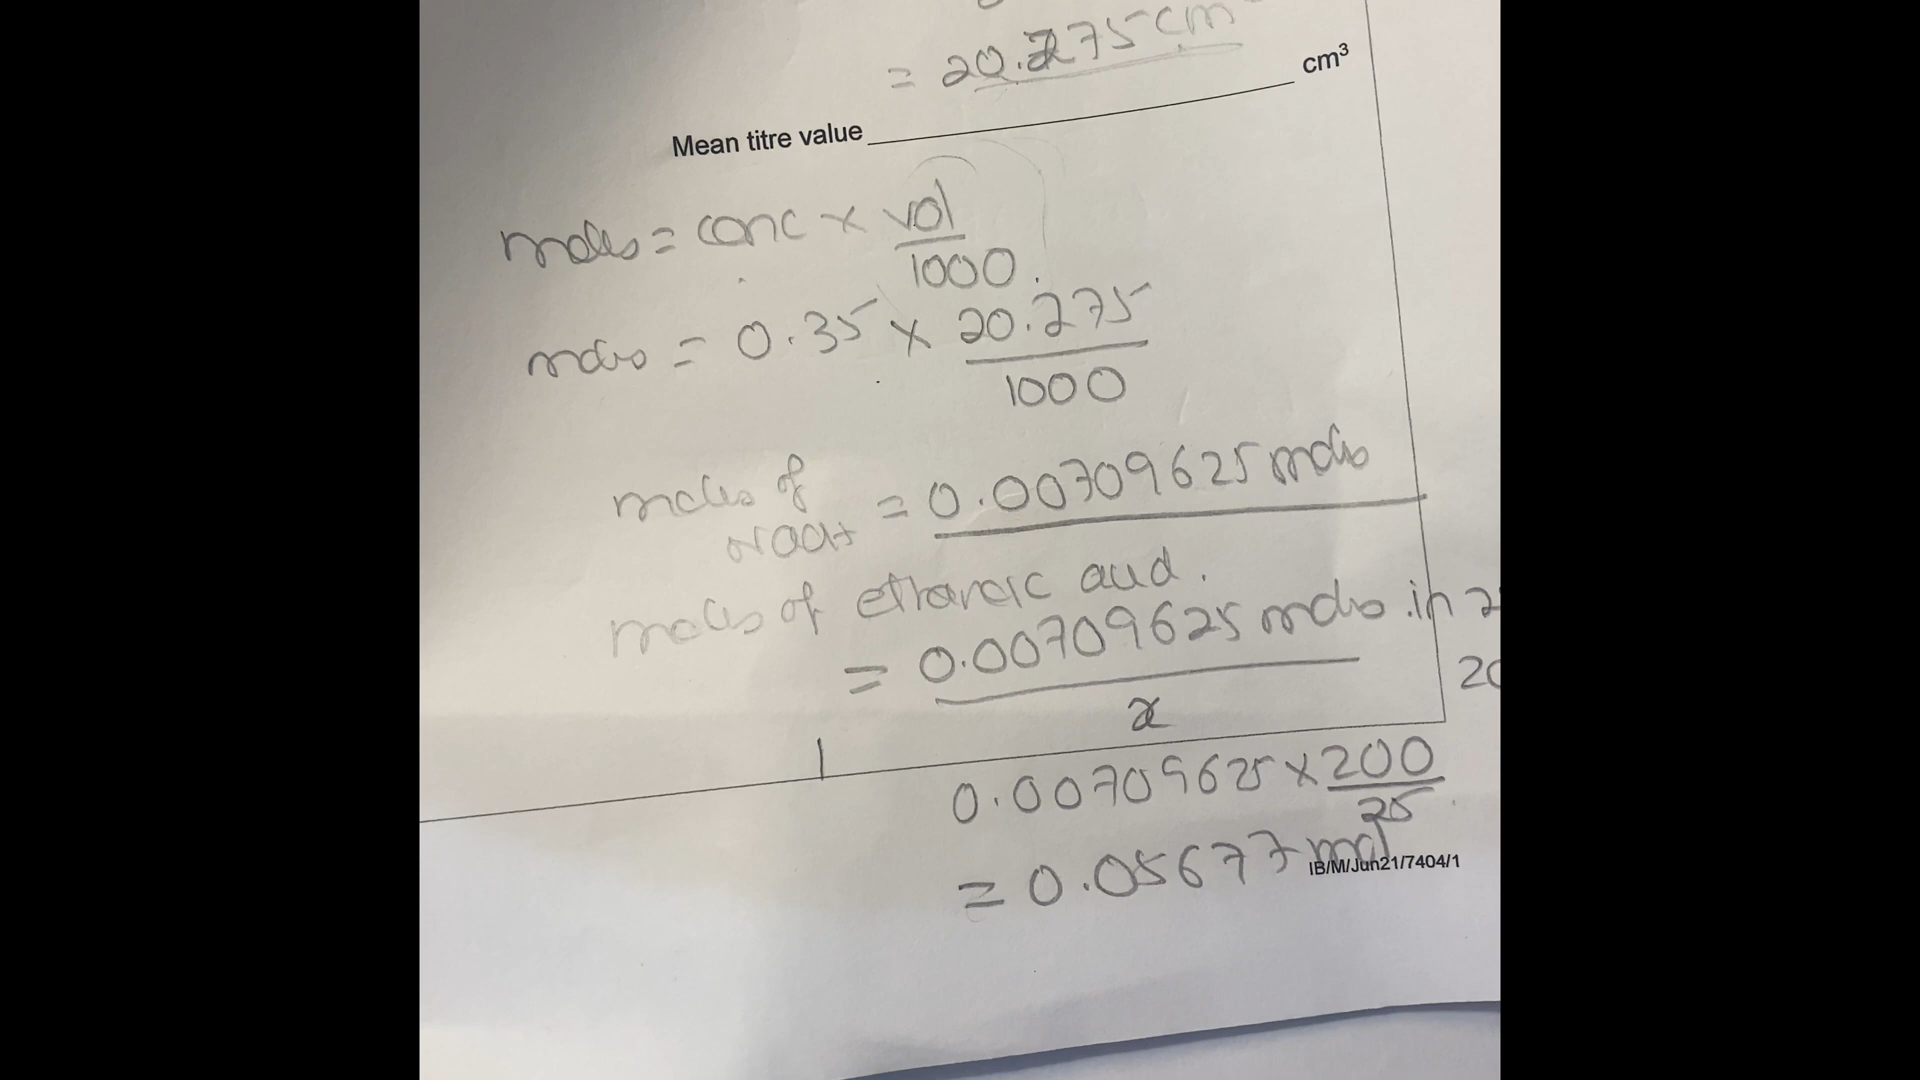 = 20.275 cm
Mean titre value ____________ cm³
moles = conc × vol/1000
moles = 0.35 × 20.275/1000
moles of NaOH = 0.00709625 moles
moles of ethanoic acid.
= 0.00709625 moles in 2
20
x
0.00709625 × 200/25
= 0.05677 mol
IB/M/Jun21/7404/1